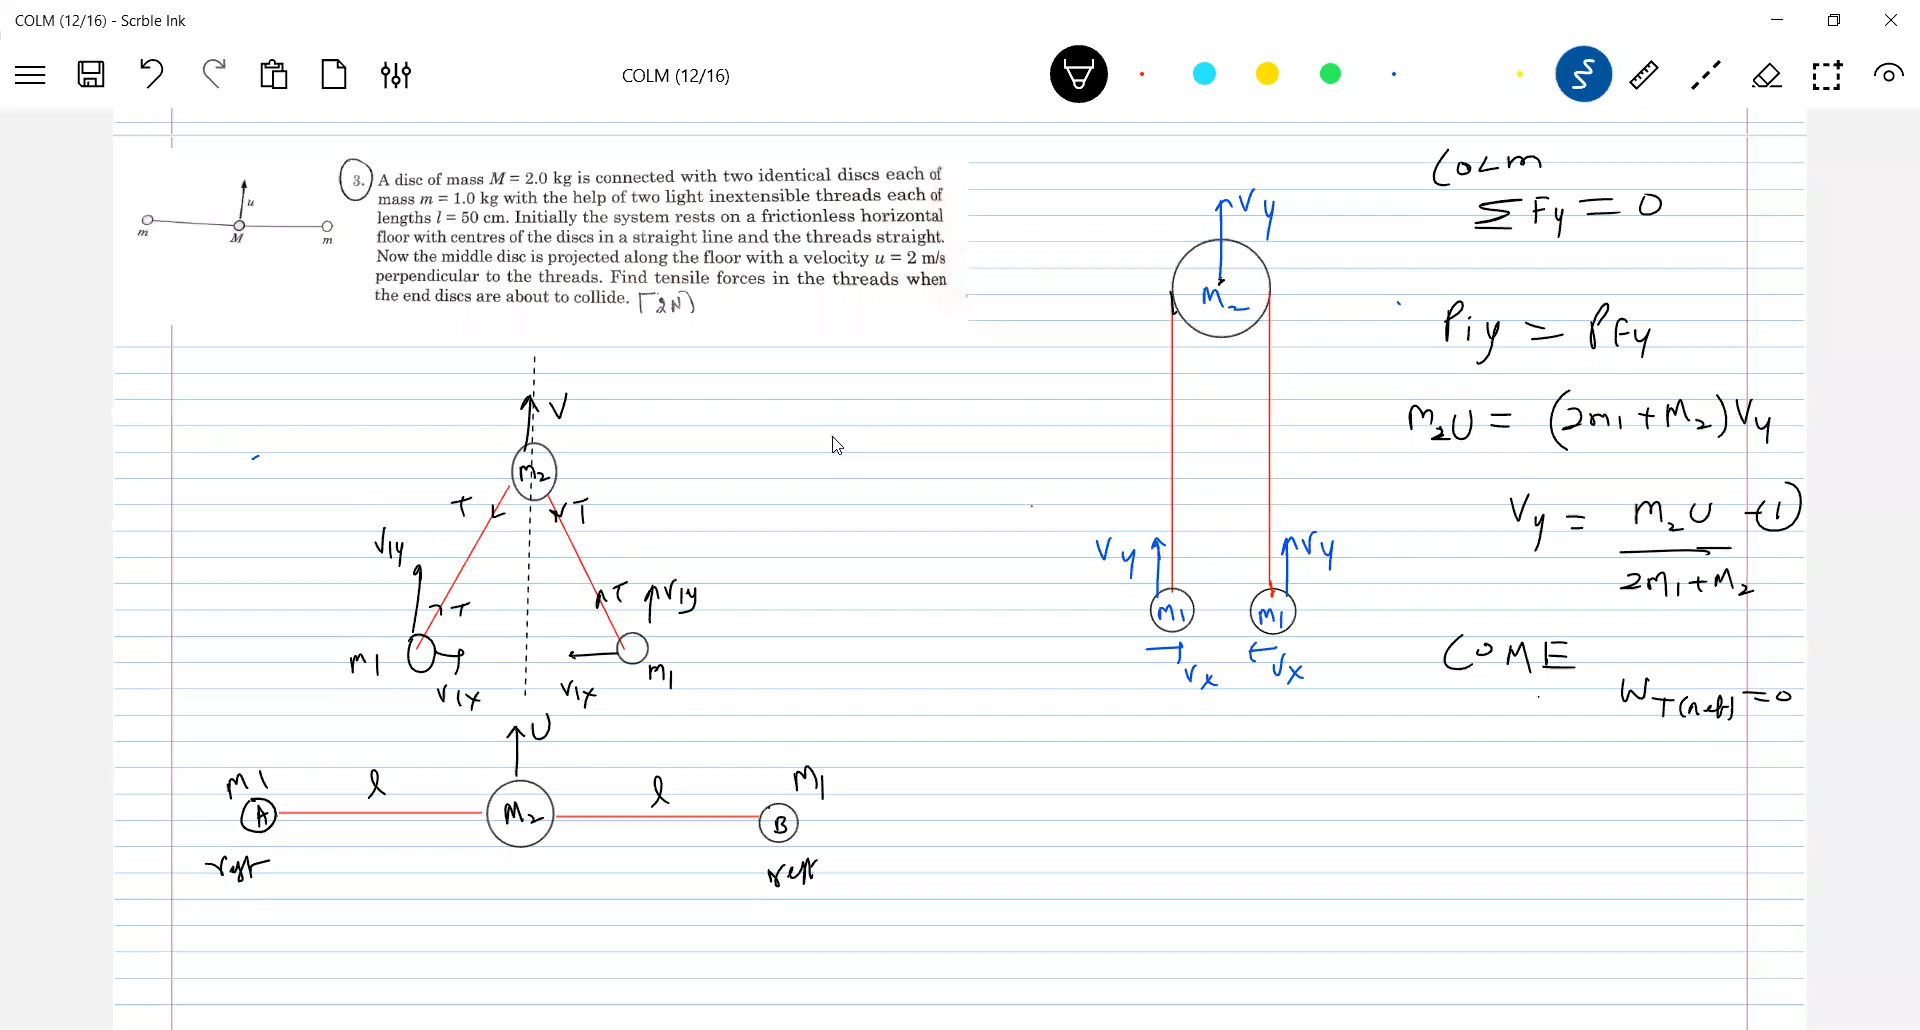 COLM (12/16) - Scrble Ink
COLM (12/16)
3. A disc of mass M = 2.0 kg is connected with two identical discs each of
mass m = 1.0 kg with the help of two light inextensible threads each of
lengths l = 50 cm. Initially the system rests on a frictionless horizontal
floor with centres of the discs in a straight line and the threads straight.
Now the middle disc is projected along the floor with a velocity u = 2 m/s
perpendicular to the threads. Find tensile forces in the threads when
the end discs are about to collide. [2N]
u
m M m
V
M2
T T
V1y
T T V1y
M1 M1
V1x V1x
U
M1 l l M1
A M2 B
rest rest
Vy
M2
Vy Vy
M1 M1
Vx Vx
COLM
ΣFy = 0
Piy = PFy
M2U = (2m1 + M2)Vy
Vy = M2U -(1)
2M1+M2
COME
WT(net) = 0